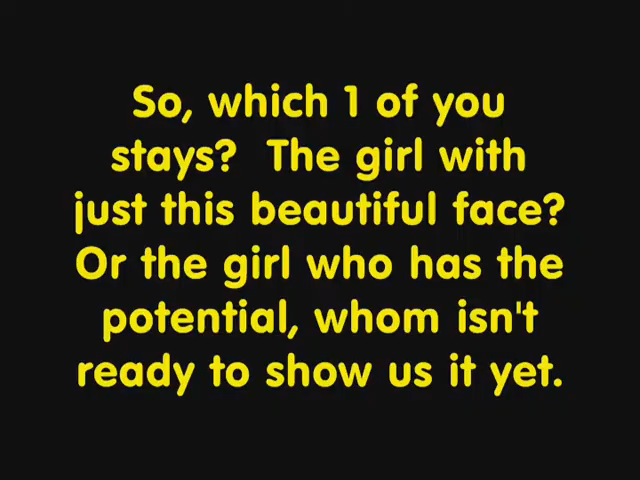 So, which 1 of you
stays?  The girl with
just this beautiful face?
Or the girl who has the
potential, whom isn't
ready to show us it yet.